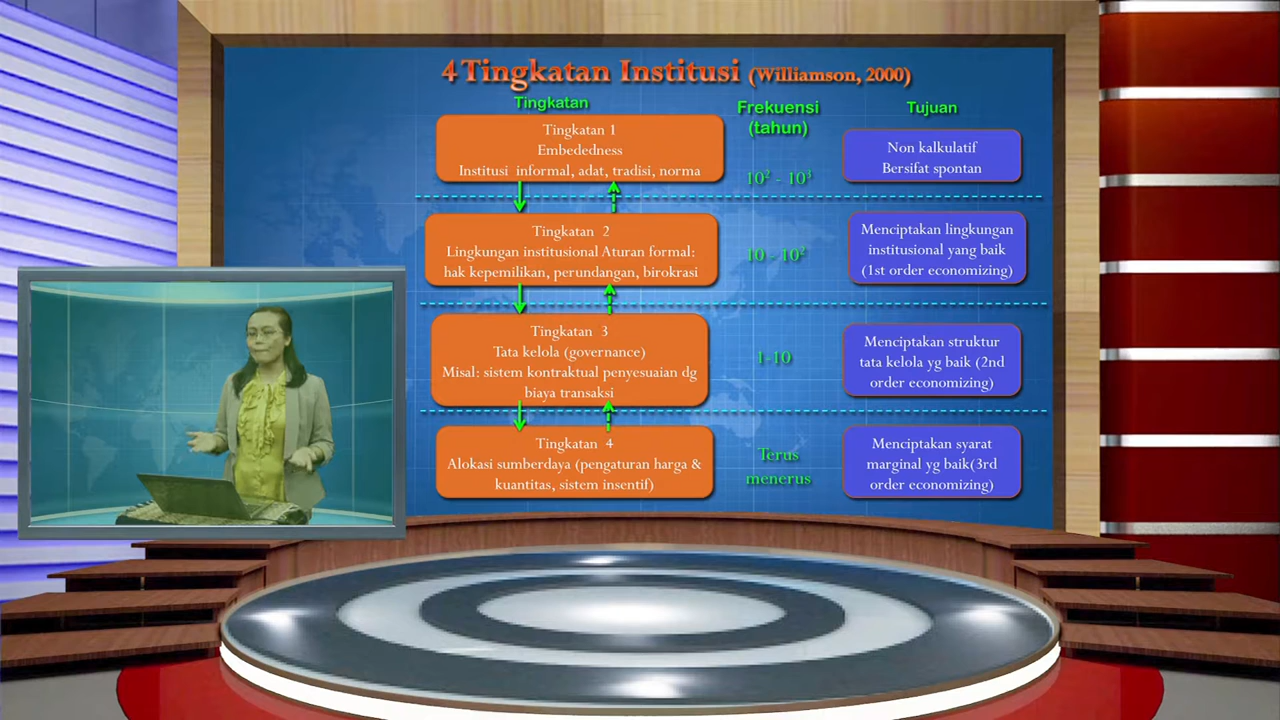 4 Tingkatan Institusi (Williamson, 2000)
Tingkatan
Frekuensi
(tahun)
Tujuan
Tingkatan 1
Embededness
Institusi informal, adat, tradisi, norma
10² - 10³
Non kalkulatif
Bersifat spontan
Tingkatan 2
Lingkungan institusional Aturan formal:
hak kepemilikan, perundangan, birokrasi
10 - 10²
Menciptakan lingkungan
institusional yang baik
(1st order economizing)
Tingkatan 3
Tata kelola (governance)
Misal: sistem kontraktual penyesuaian dg
biaya transaksi
1-10
Menciptakan struktur
tata kelola yg baik (2nd
order economizing)
Tingkatan 4
Alokasi sumberdaya (pengaturan harga &
kuantitas, sistem insentif)
Terus
menerus
Menciptakan syarat
marginal yg baik(3rd
order economizing)